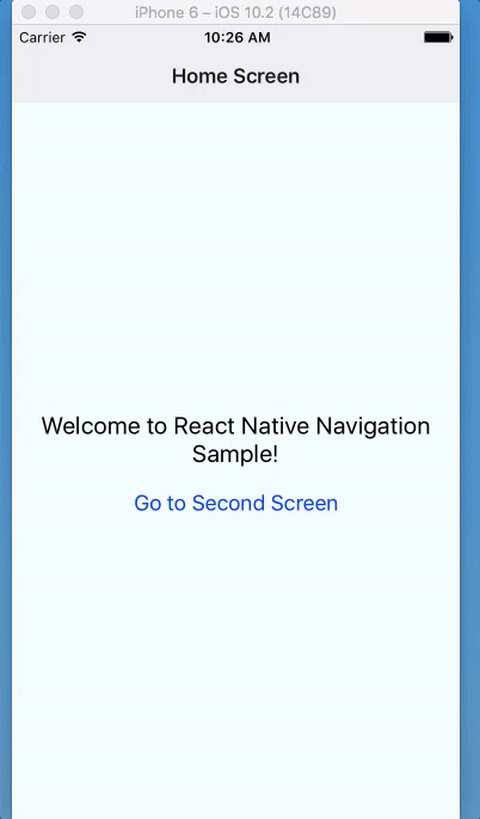 iPhone 6 – iOS 10.2 (14C89)
Carrier 10:26 AM
Home Screen
Welcome to React Native Navigation
Sample!
Go to Second Screen